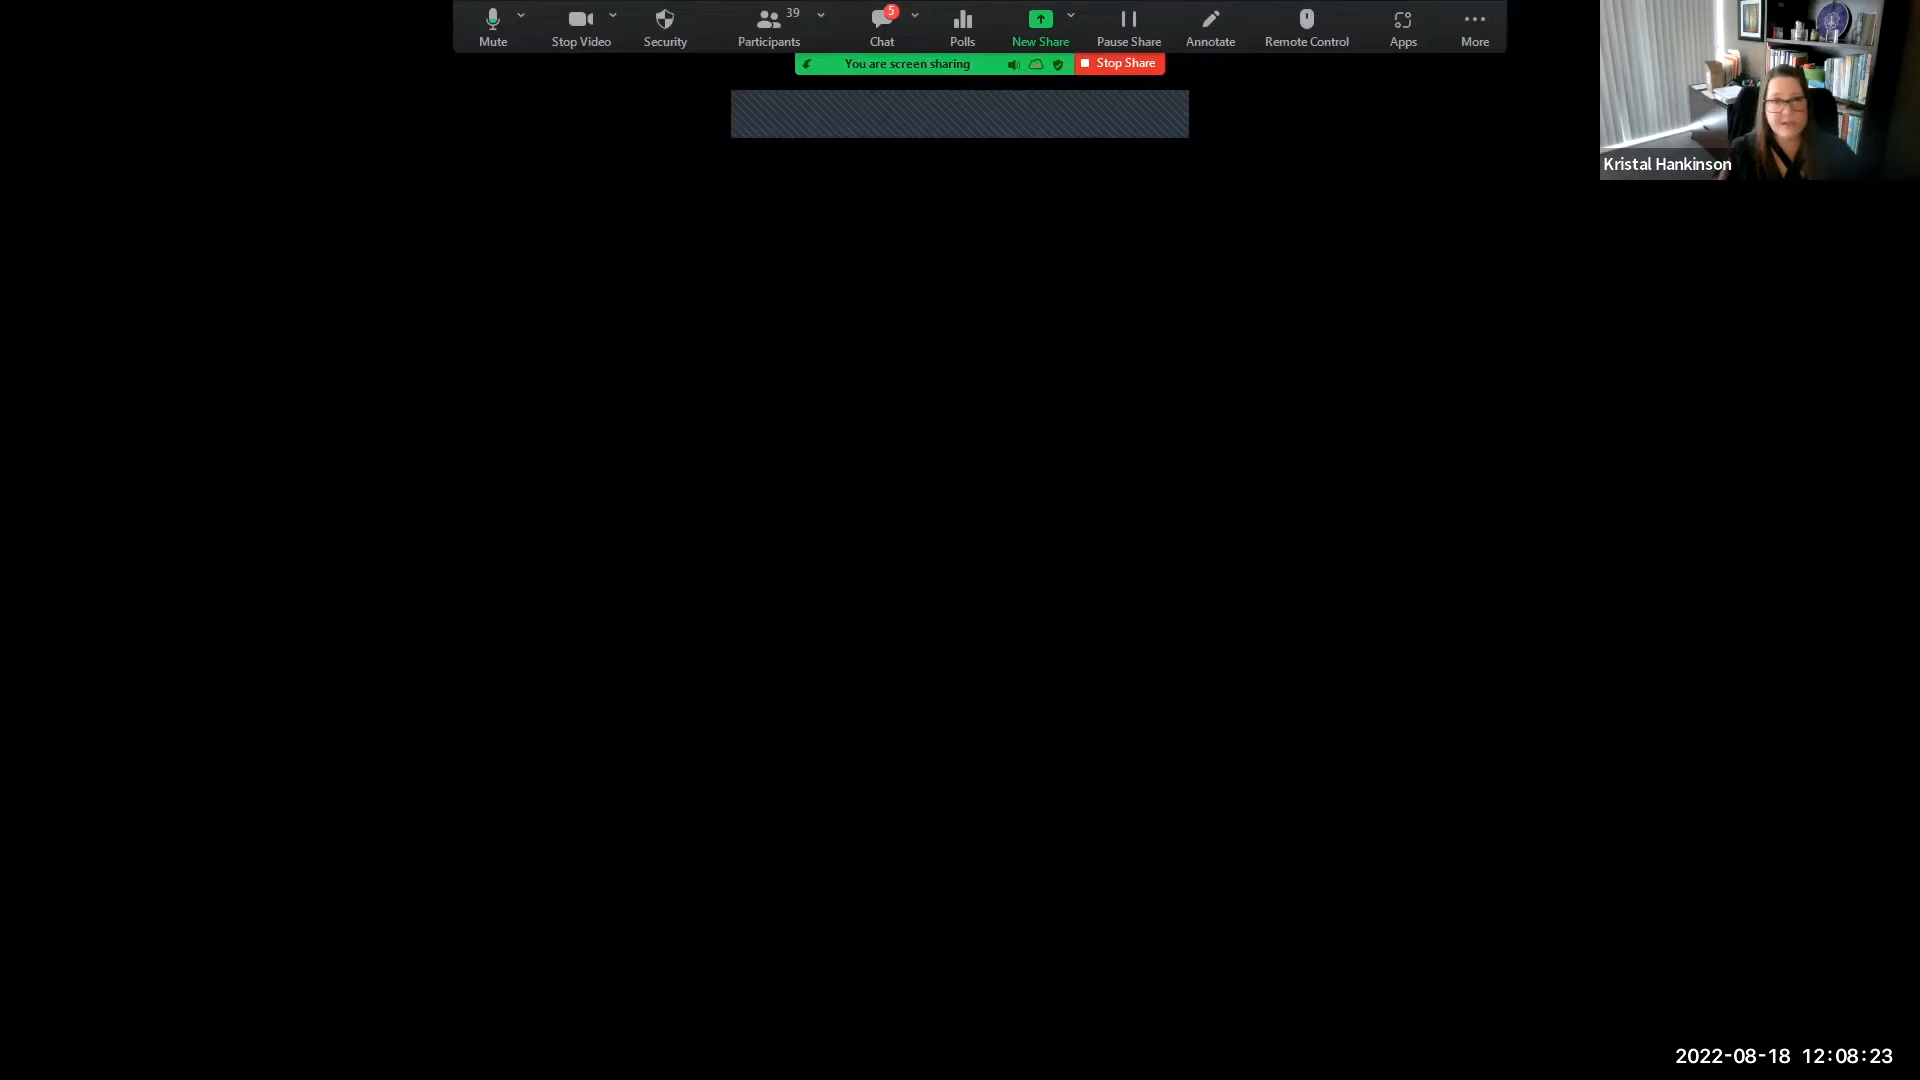 39
5
Mute
Stop Video
Security
Participants
Chat
Polls
New Share
Pause Share
Annotate
Remote Control
Apps
More
You are screen sharing
Stop Share
Kristal Hankinson
2022-08-18 12:08:23